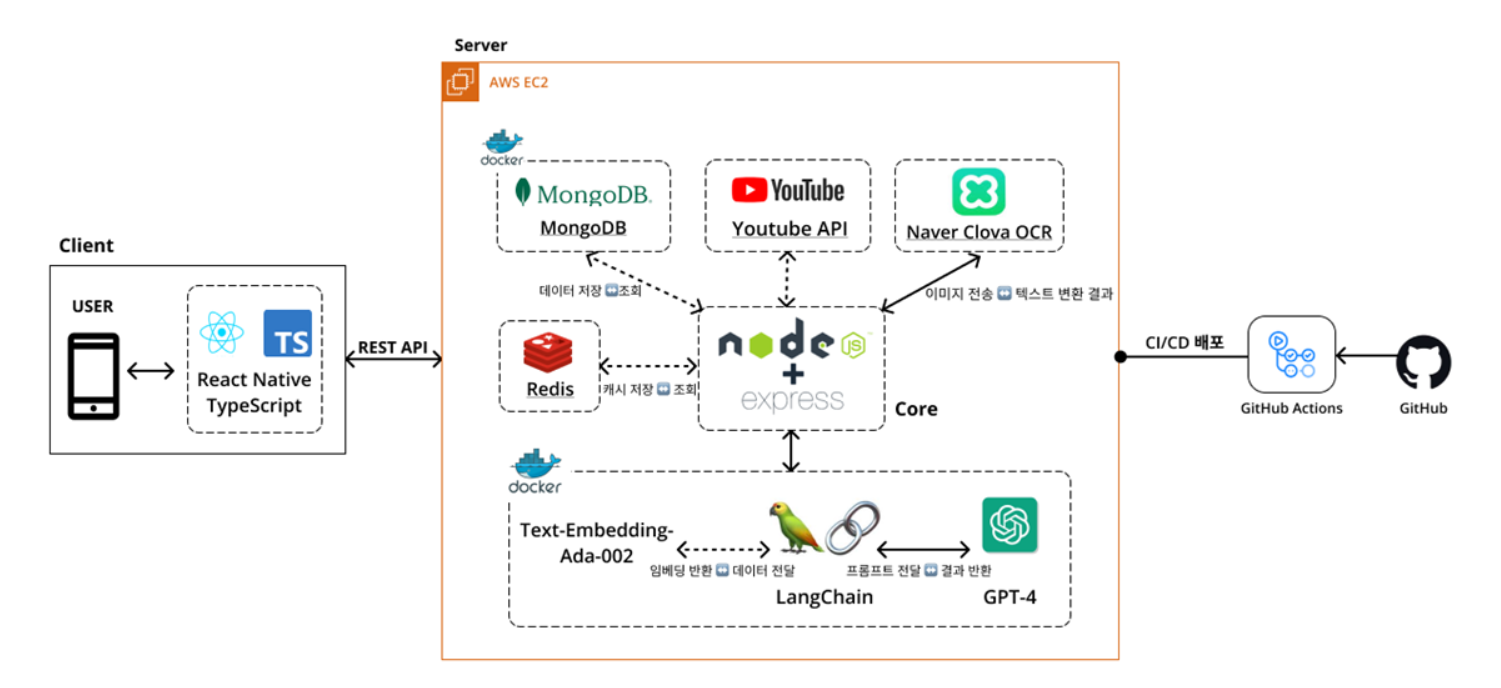 Server
AWS EC2
docker
MongoDB.
MongoDB
YouTube
Youtube API
Naver Clova OCR
데이터 저장 ↔️조회
이미지 전송 ↔️ 텍스트 변환 결과
Client
USER
TS
React Native
TypeScript
REST API
Redis
캐시 저장 ↔️ 조회
node
JS
+
express
Core
CI/CD 배포
GitHub Actions
GitHub
docker
Text-Embedding-
Ada-002
임베딩 반환 ↔️ 데이터 전달
프롬프트 전달 ↔️ 결과 반환
LangChain
GPT-4